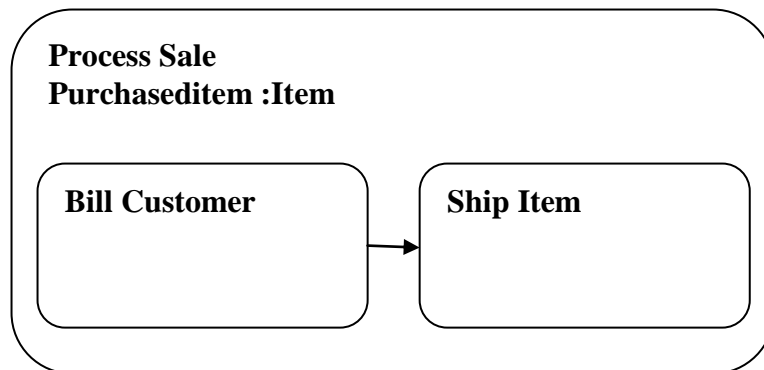 Process Sale
Purchaseditem :Item
Bill Customer
Ship Item